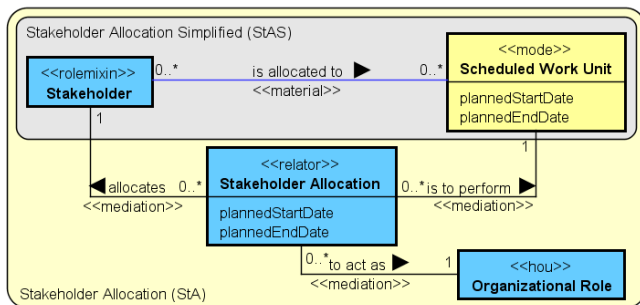 Stakeholder Allocation Simplified (StAS)
<<rolemixin>>
Stakeholder
0..*
is allocated to
<<material>>
0..*
<<mode>>
Scheduled Work Unit
plannedStartDate
plannedEndDate
1
1
allocates
<<mediation>>
0..*
<<relator>>
Stakeholder Allocation
plannedStartDate
plannedEndDate
0..*
is to perform
<<mediation>>
0..*
to act as
<<mediation>>
1
<<hou>>
Organizational Role
Stakeholder Allocation (StA)